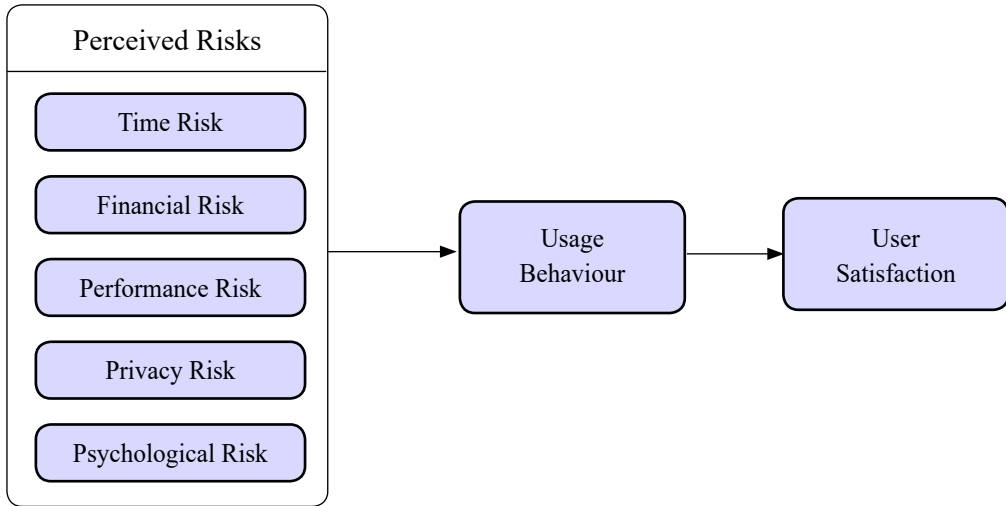 Perceived Risks
Time Risk
Financial Risk
Performance Risk
Privacy Risk
Psychological Risk
Usage
Behaviour
User
Satisfaction